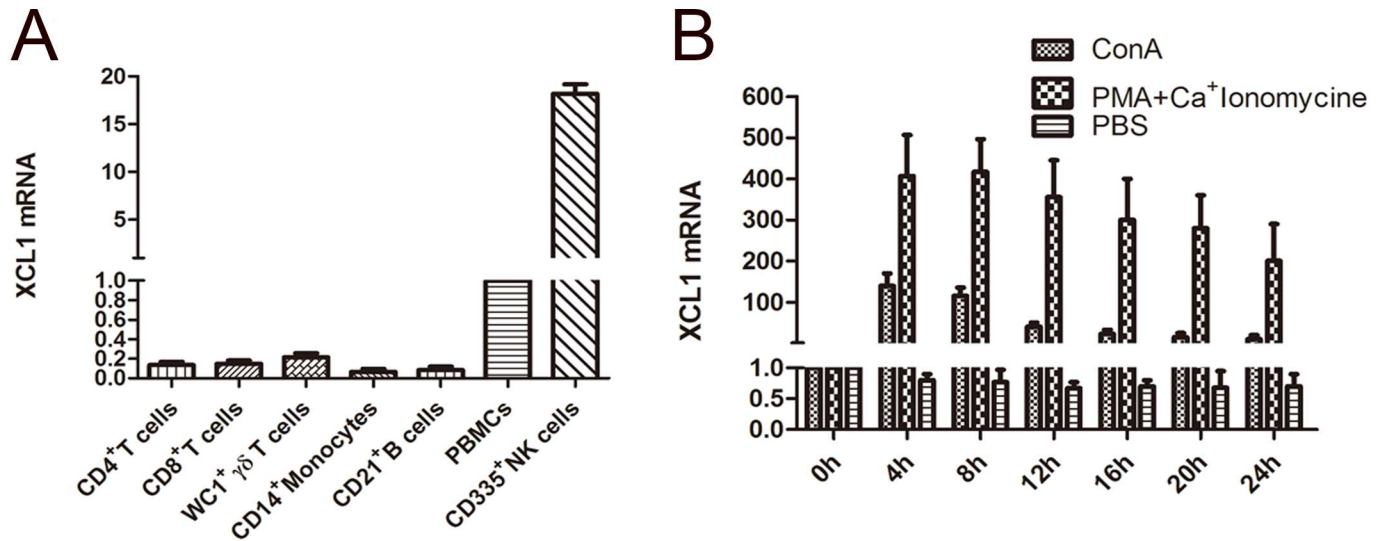 A
XCL1 mRNA
20
15
10
5
1.0
0.8
0.6
0.4
0.2
0.0
CD4+T cells
CD8+T cells
WC1+ γδ T cells
CD14+Monocytes
CD21+B cells
PBMCs
CD335+NK cells
B
ConA
PMA+Ca+Ionomycine
PBS
XCL1 mRNA
600
500
400
300
200
100
1.0
0.5
0.0
0h
4h
8h
12h
16h
20h
24h